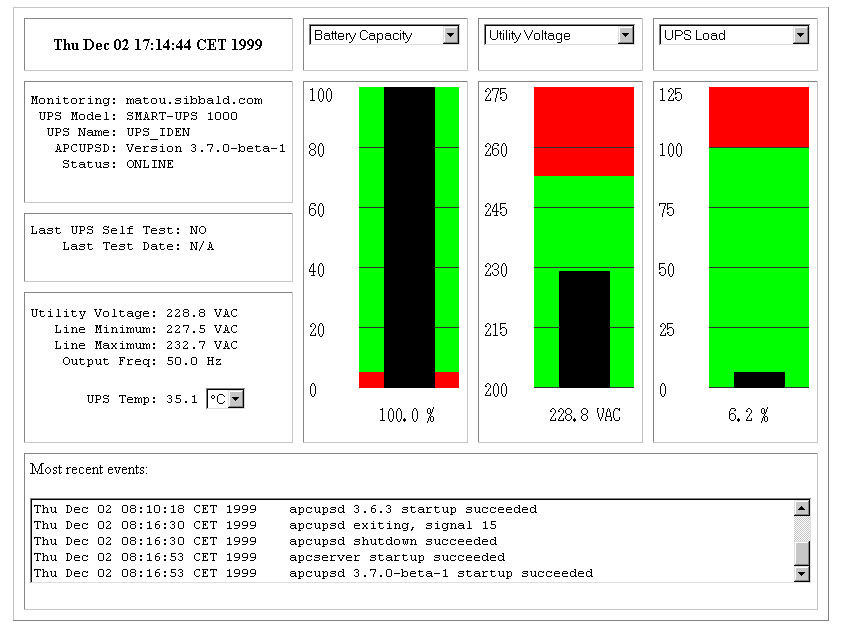 Thu Dec 02 17:14:44 CET 1999
Monitoring: matou.sibbald.com
UPS Model: SMART-UPS 1000
UPS Name: UPS_IDEN
APCUPSD: Version 3.7.0-beta-1
Status: ONLINE
Last UPS Self Test: NO
Last Test Date: N/A
Utility Voltage: 228.8 VAC
Line Minimum: 227.5 VAC
Line Maximum: 232.7 VAC
Output Freq: 50.0 Hz
UPS Temp: 35.1 °C
Battery Capacity
100
80
60
40
20
0
100.0 %
Utility Voltage
275
260
245
230
215
200
228.8 VAC
UPS Load
125
100
75
50
25
0
6.2 %
Most recent events:
Thu Dec 02 08:10:18 CET 1999    apcupsd 3.6.3 startup succeeded
Thu Dec 02 08:16:30 CET 1999    apcupsd exiting, signal 15
Thu Dec 02 08:16:30 CET 1999    apcupsd shutdown succeeded
Thu Dec 02 08:16:53 CET 1999    apcserver startup succeeded
Thu Dec 02 08:16:53 CET 1999    apcupsd 3.7.0-beta-1 startup succeeded